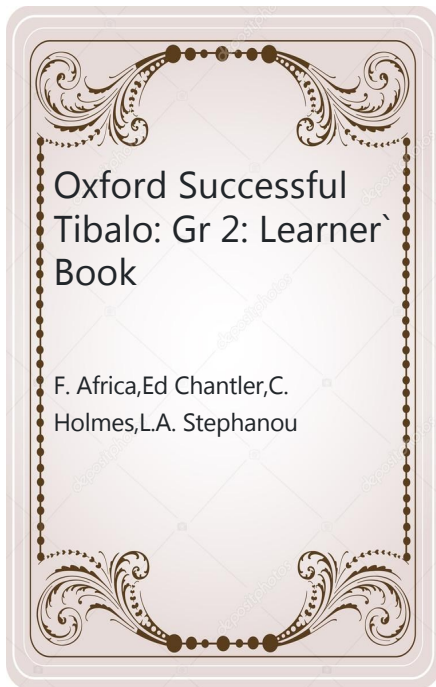 Oxford Successful
Tibalo: Gr 2: Learner`
Book
F. Africa,Ed Chantler,C.
Holmes,L.A. Stephanou